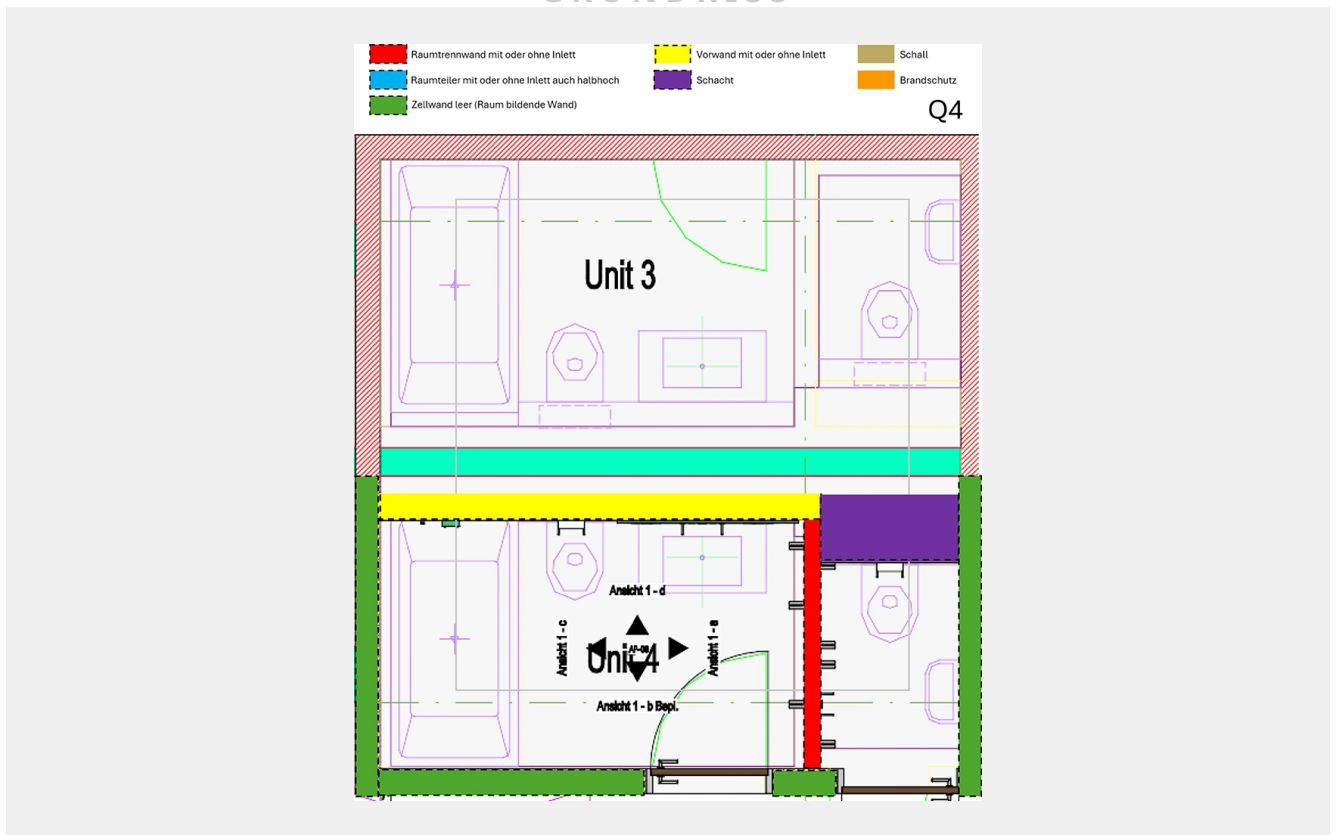 GRUNDRISS
Raumtrennwand mit oder ohne Inlett
Vorwand mit oder ohne Inlett
Schall
Raumteiler mit oder ohne Inlett auch halbhoch
Schacht
Brandschutz
Zellwand leer (Raum bildende Wand)
Q4
Unit 3
Ansicht 1 - d
Ansicht 1 - c
Ansicht 1 - a
Unit 4
Ansicht 1 - b Bepl.